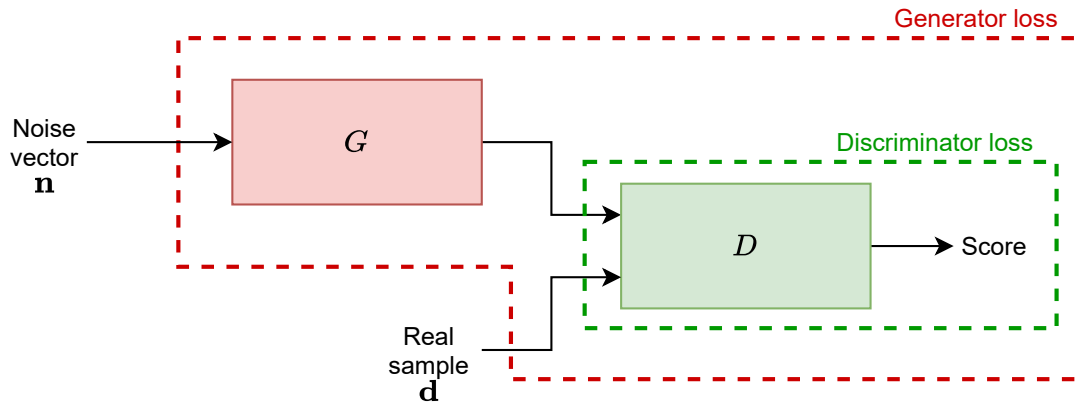 Generator loss
Noise
vector
n
G
Discriminator loss
D
Score
Real
sample
d